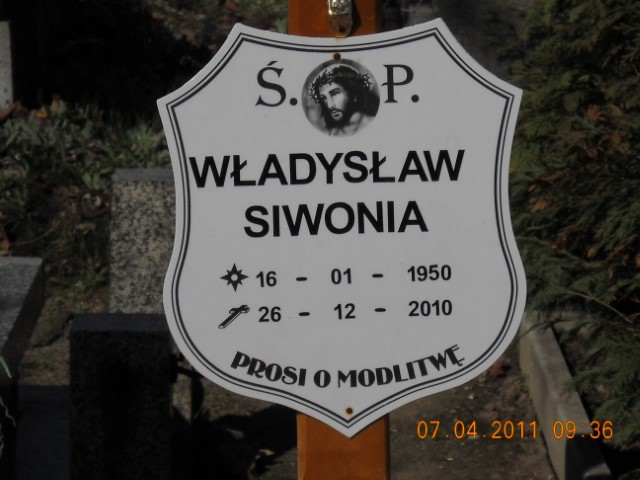 Ś. P.
WŁADYSŁAW
SIWONIA
16 - 01 - 1950
26 - 12 - 2010
PROSI O MODLITWĘ
07.04.2011 09:36